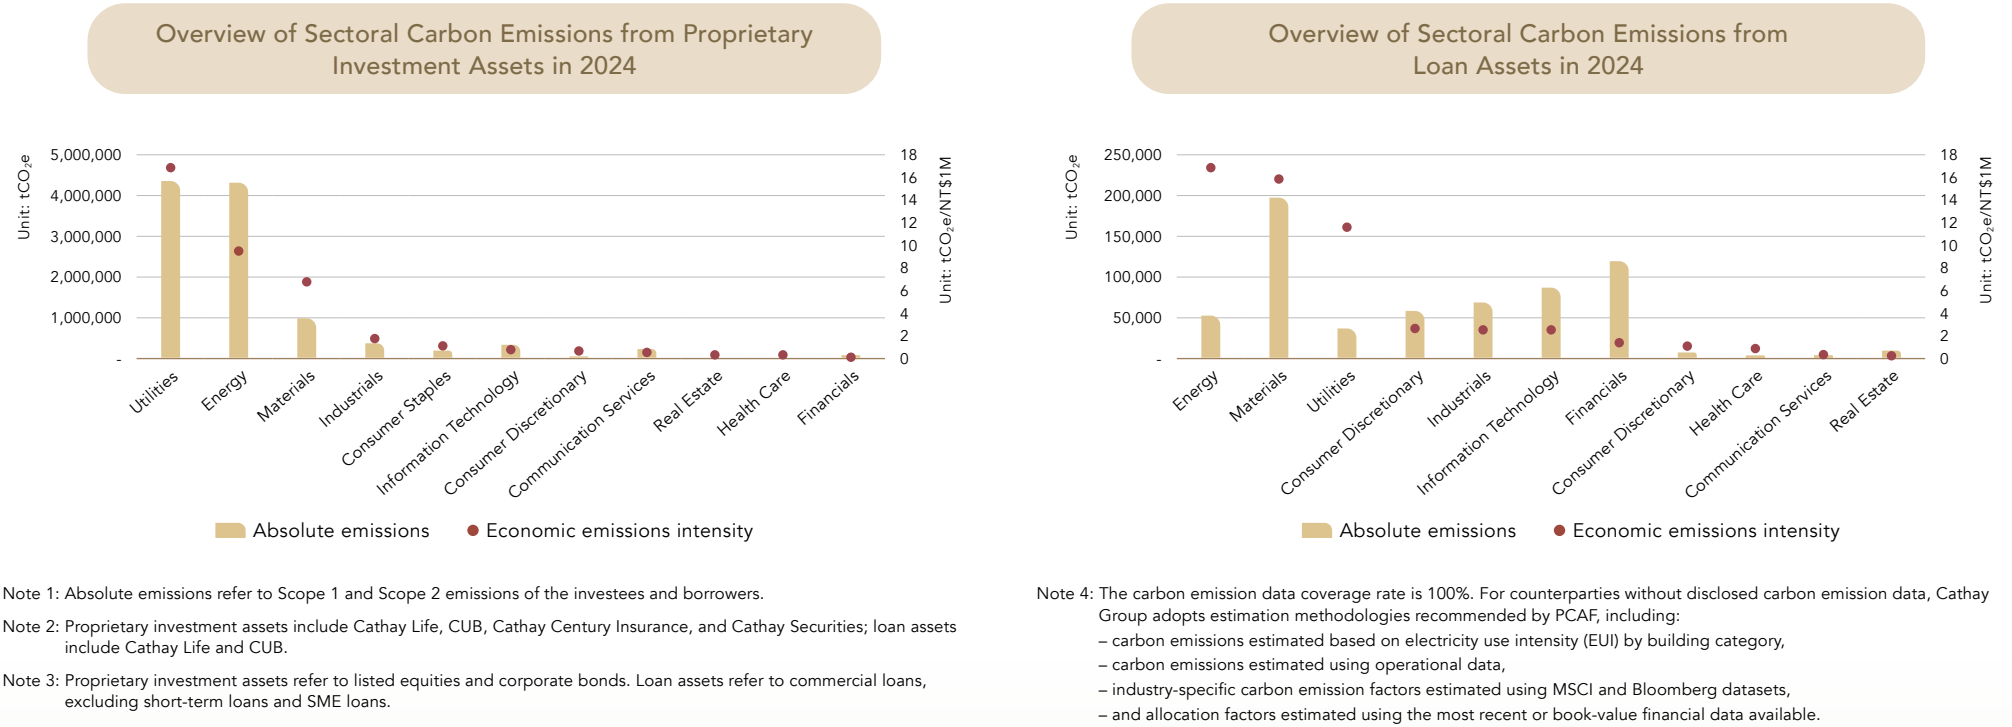 Overview of Sectoral Carbon Emissions from Proprietary
Investment Assets in 2024
Unit: tCO₂e
5,000,000
4,000,000
3,000,000
2,000,000
1,000,000
-
18
16
14
12
10
8
6
4
2
0
Unit: tCO₂e/NT$1M
Utilities
Energy
Materials
Industrials
Consumer Staples
Information Technology
Consumer Discretionary
Communication Services
Real Estate
Health Care
Financials
Absolute emissions
Economic emissions intensity
Overview of Sectoral Carbon Emissions from
Loan Assets in 2024
Unit: tCO₂e
250,000
200,000
150,000
100,000
50,000
-
18
16
14
12
10
8
6
4
2
0
Unit: tCO₂e/NT$1M
Energy
Materials
Utilities
Consumer Discretionary
Industrials
Information Technology
Financials
Consumer Discretionary
Health Care
Communication Services
Real Estate
Absolute emissions
Economic emissions intensity
Note 1: Absolute emissions refer to Scope 1 and Scope 2 emissions of the investees and borrowers.
Note 2: Proprietary investment assets include Cathay Life, CUB, Cathay Century Insurance, and Cathay Securities; loan assets
include Cathay Life and CUB.
Note 3: Proprietary investment assets refer to listed equities and corporate bonds. Loan assets refer to commercial loans,
excluding short-term loans and SME loans.
Note 4: The carbon emission data coverage rate is 100%. For counterparties without disclosed carbon emission data, Cathay
Group adopts estimation methodologies recommended by PCAF, including:
– carbon emissions estimated based on electricity use intensity (EUI) by building category,
– carbon emissions estimated using operational data,
– industry-specific carbon emission factors estimated using MSCI and Bloomberg datasets,
– and allocation factors estimated using the most recent or book-value financial data available.